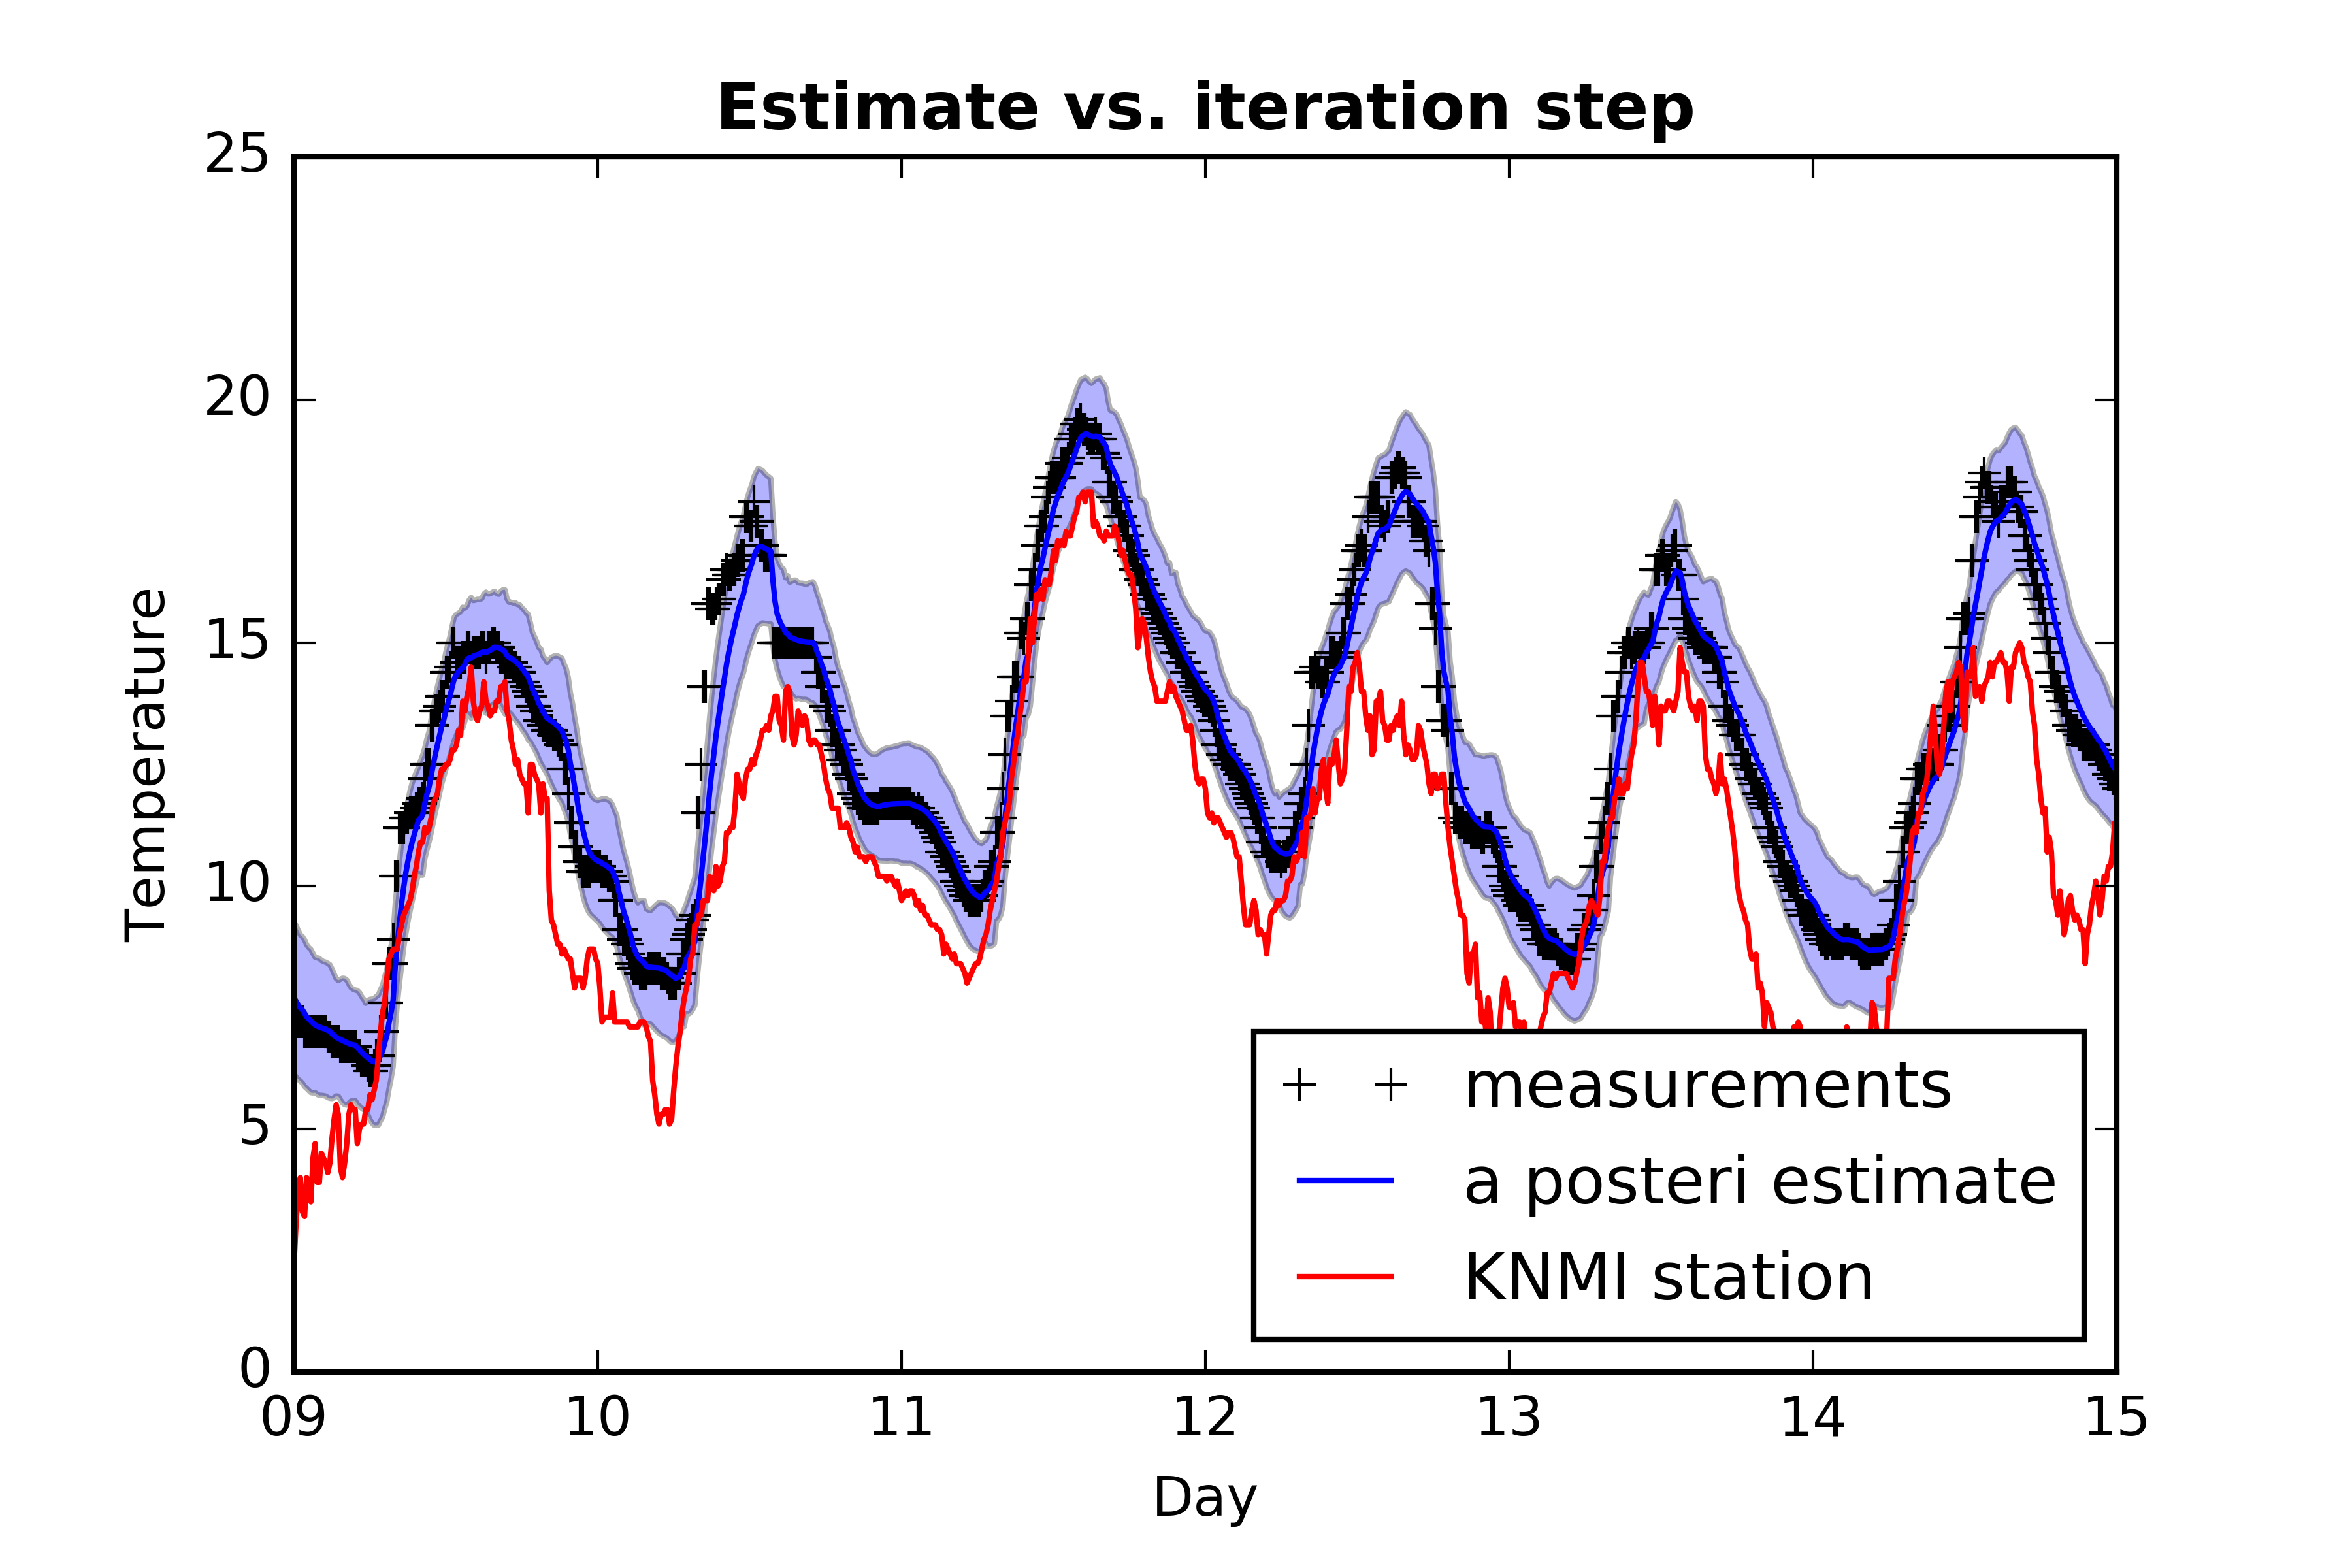 Estimate vs. iteration step
25
20
15
10
5
0
Temperature
09 10 11 12 13 14 15
Day
measurements
a posteri estimate
KNMI station